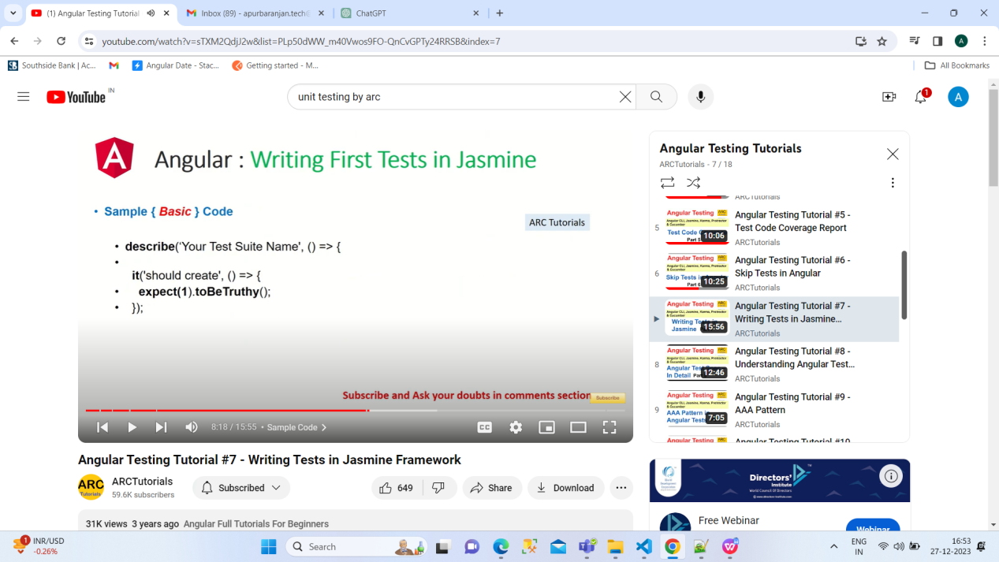 (1) Angular Testing Tutorial
Inbox (89) - apurbaranjan.tech
ChatGPT
youtube.com/watch?v=sTXM2QdjJ2w&list=PLp50dWW_m40Vwos9FO-QnCvGPTy24RRSB&index=7
Southside Bank | Ac...
Angular Date - Stac...
Getting started - M...
All Bookmarks
A
YouTube IN
unit testing by arc
1
A
Angular : Writing First Tests in Jasmine
• Sample { Basic } Code
ARC Tutorials
• describe('Your Test Suite Name', () => {
•
it('should create', () => {
• expect(1).toBeTruthy();
• });
Subscribe and Ask your doubts in comments section
Subscribe
8:18 / 15:55 • Sample Code
CC
Angular Testing Tutorial #7 - Writing Tests in Jasmine Framework
ARC
Tutorials
ARCTutorials
59.6K subscribers
Subscribed
649
Share
Download
31K views 3 years ago Angular Full Tutorials For Beginners
Angular Testing Tutorials
ARCTutorials - 7 / 18
ARCTutorials
5
Angular Testing
Test Code
Part 5
10:06
Angular Testing Tutorial #5 -
Test Code Coverage Report
ARCTutorials
6
Angular Testing
Skip Tests in
Part 6
10:25
Angular Testing Tutorial #6 -
Skip Tests in Angular
ARCTutorials
Angular Testing
Writing Tests in
Jasmine
15:56
Angular Testing Tutorial #7 -
Writing Tests in Jasmine...
ARCTutorials
8
Angular Testing
Angular Test
In Detail
12:46
Angular Testing Tutorial #8 -
Understanding Angular Test...
ARCTutorials
9
Angular Testing
AAA Pattern in
Angular Tests
7:05
Angular Testing Tutorial #9 -
AAA Pattern
ARCTutorials
Angular Testing
Angular Testing Tutorial #10
Directors'
Institute
World Council Of Directors
Free Webinar
Webinar
1
INR/USD
-0.26%
Search
ENG
IN
16:53
27-12-2023